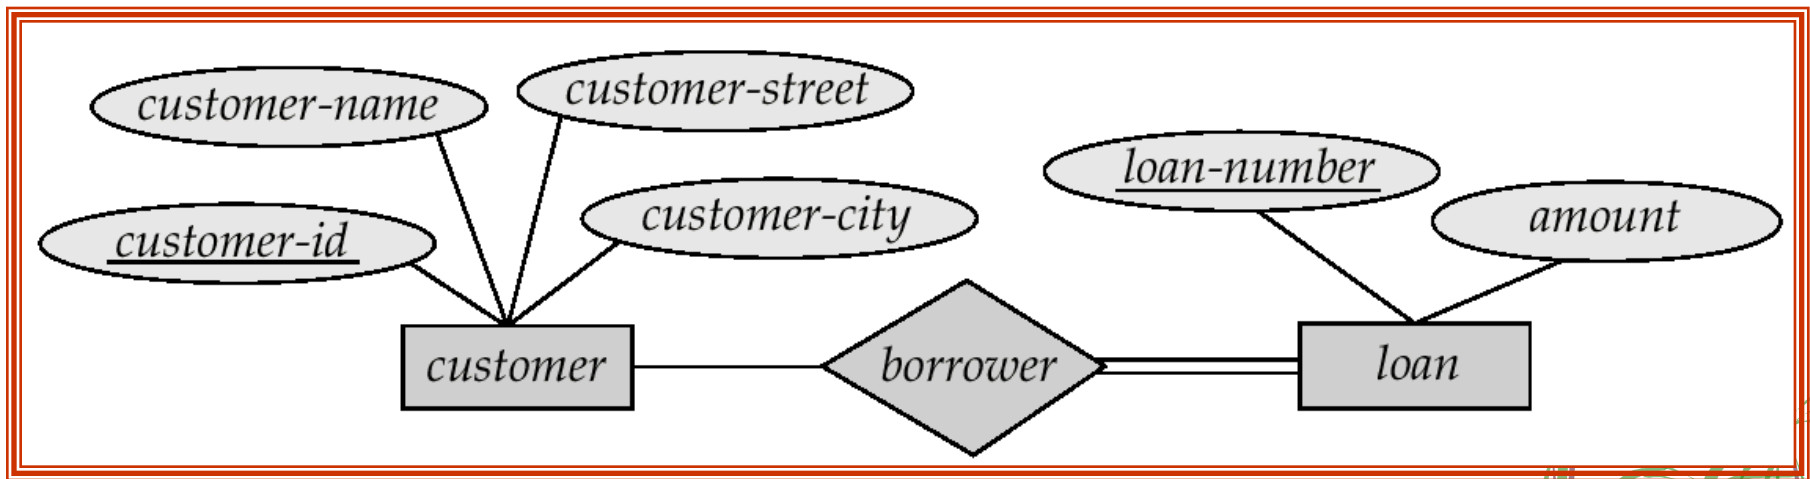 customer-name
customer-street
customer-id
customer-city
loan-number
amount
customer
borrower
loan